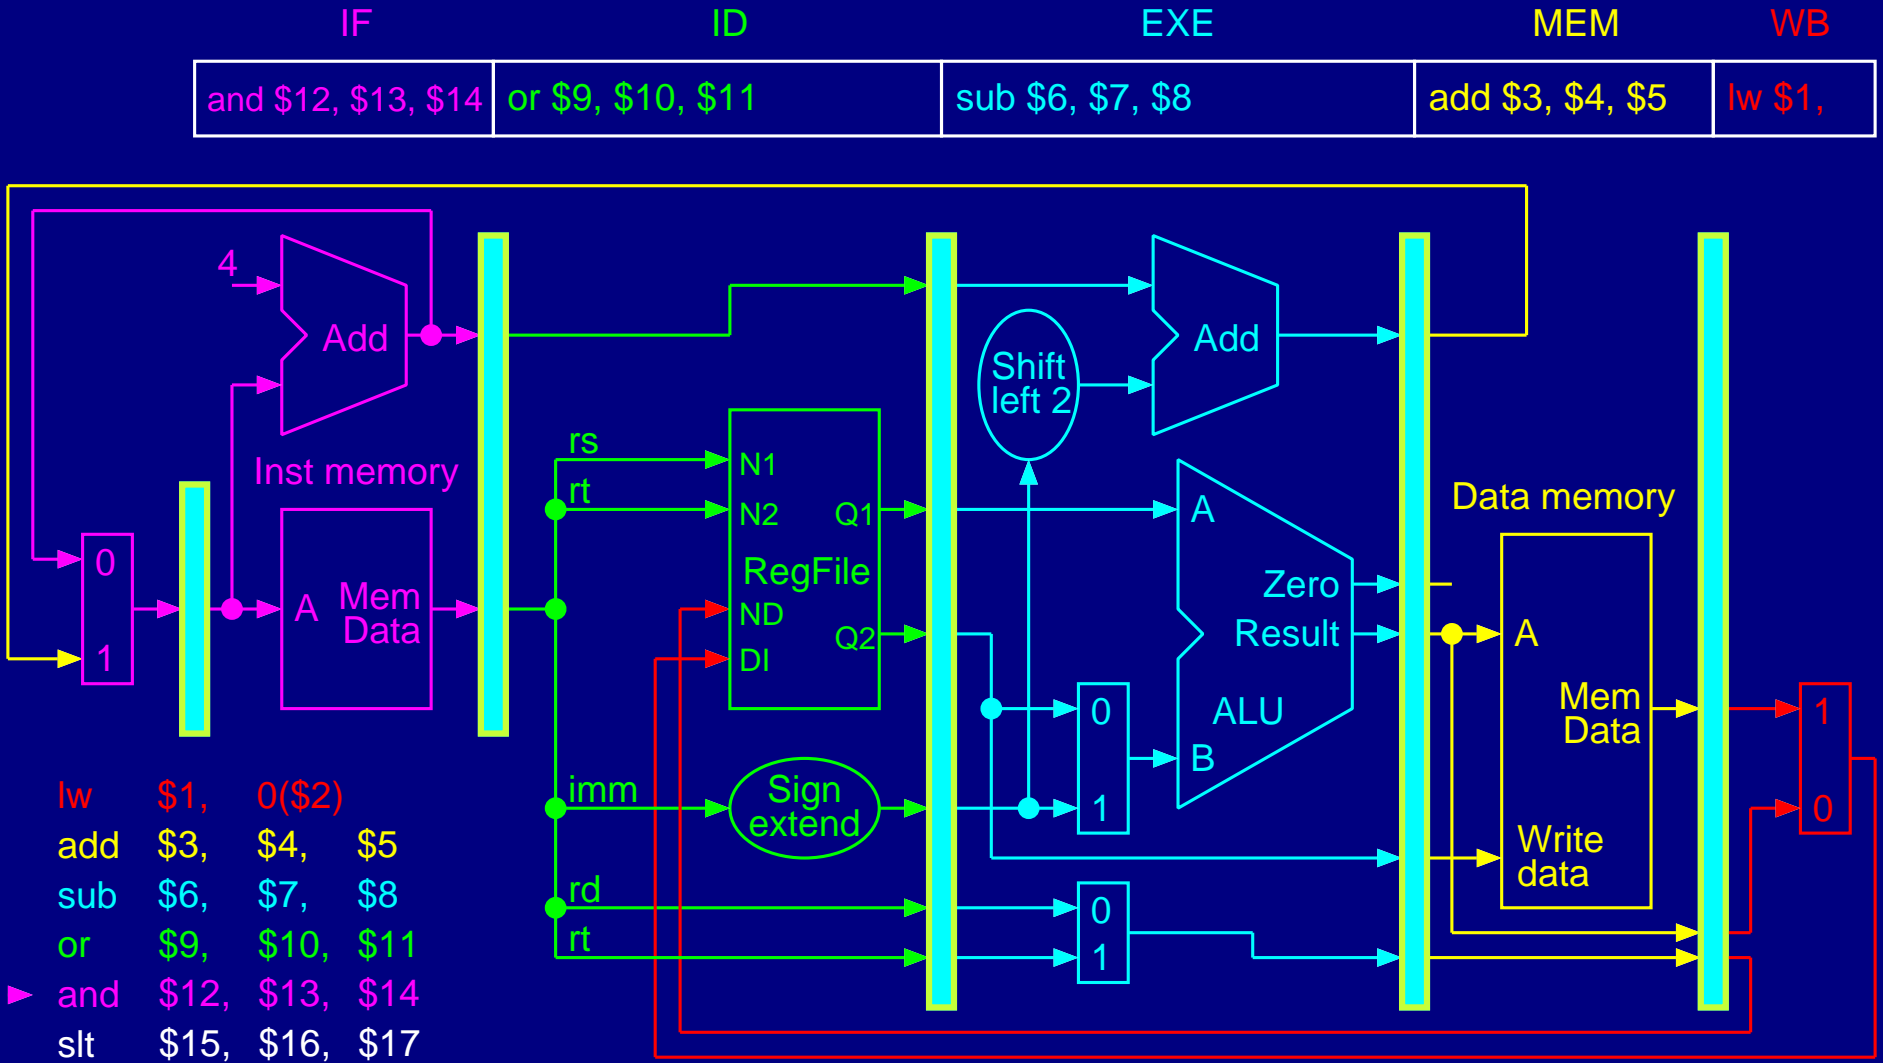 IF ID EXE MEM WB
and $12, $13, $14 or $9, $10, $11 sub $6, $7, $8 add $3, $4, $5 lw $1,
4
Add
Add
Shift
left 2
rs
N1
Inst memory
rt
N2
Q1
A
Data memory
0
1
A
Mem
Data
RegFile
ND
DI
Q2
Zero
Result
ALU
B
A
Mem
Data
Write
data
0
1
1
0
imm
Sign
extend
rd
rt
0
1
lw $1, 0($2)
add $3, $4, $5
sub $6, $7, $8
or $9, $10, $11
and $12, $13, $14
slt $15, $16, $17